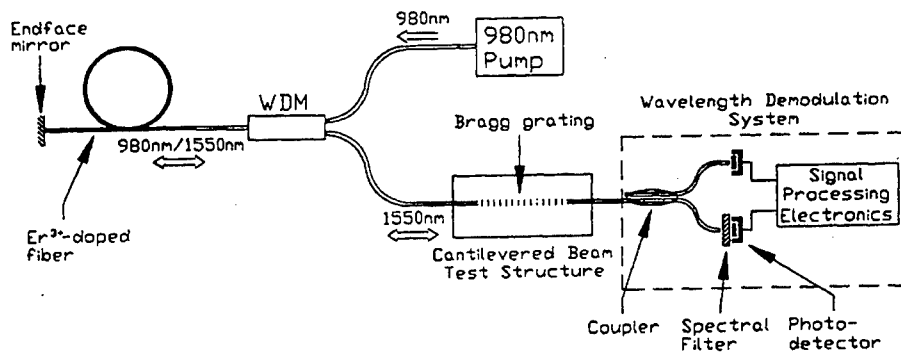 Endface
mirror
980nm
980nm
Pump
WDM
Wavelength Demodulation
System
Bragg grating
980nm/1550nm
Signal
Processing
Electronics
1550nm
Er³⁺-doped
fiber
Cantilevered Beam
Test Structure
Coupler
Spectral
Filter
Photo-
detector